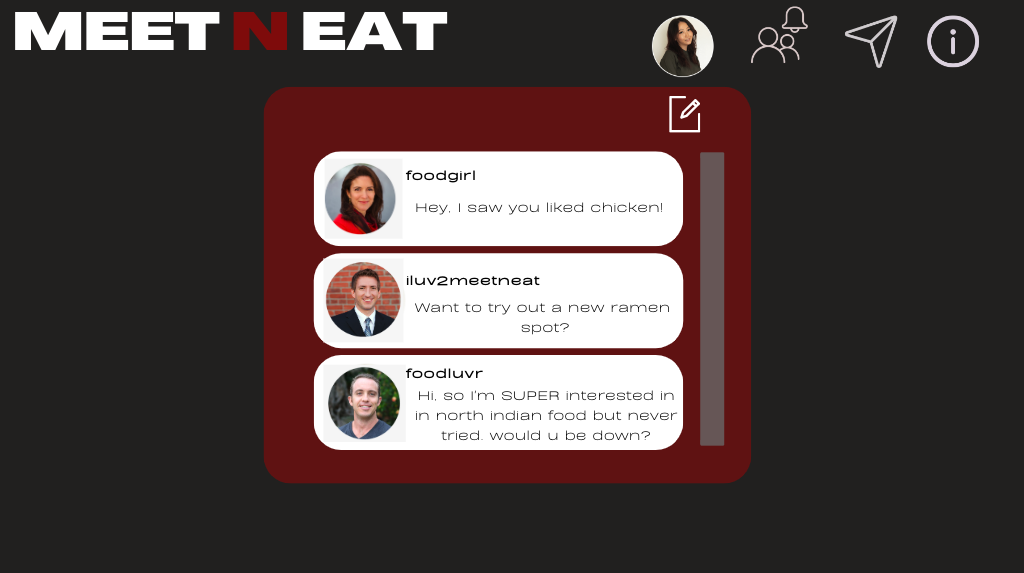 MEET N EAT
foodgirl
Hey, I saw you liked chicken!
iluv2meetneat
Want to try out a new ramen
spot?
foodluvr
Hi, so I'm SUPER interested in
in north indian food but never
tried. would u be down?